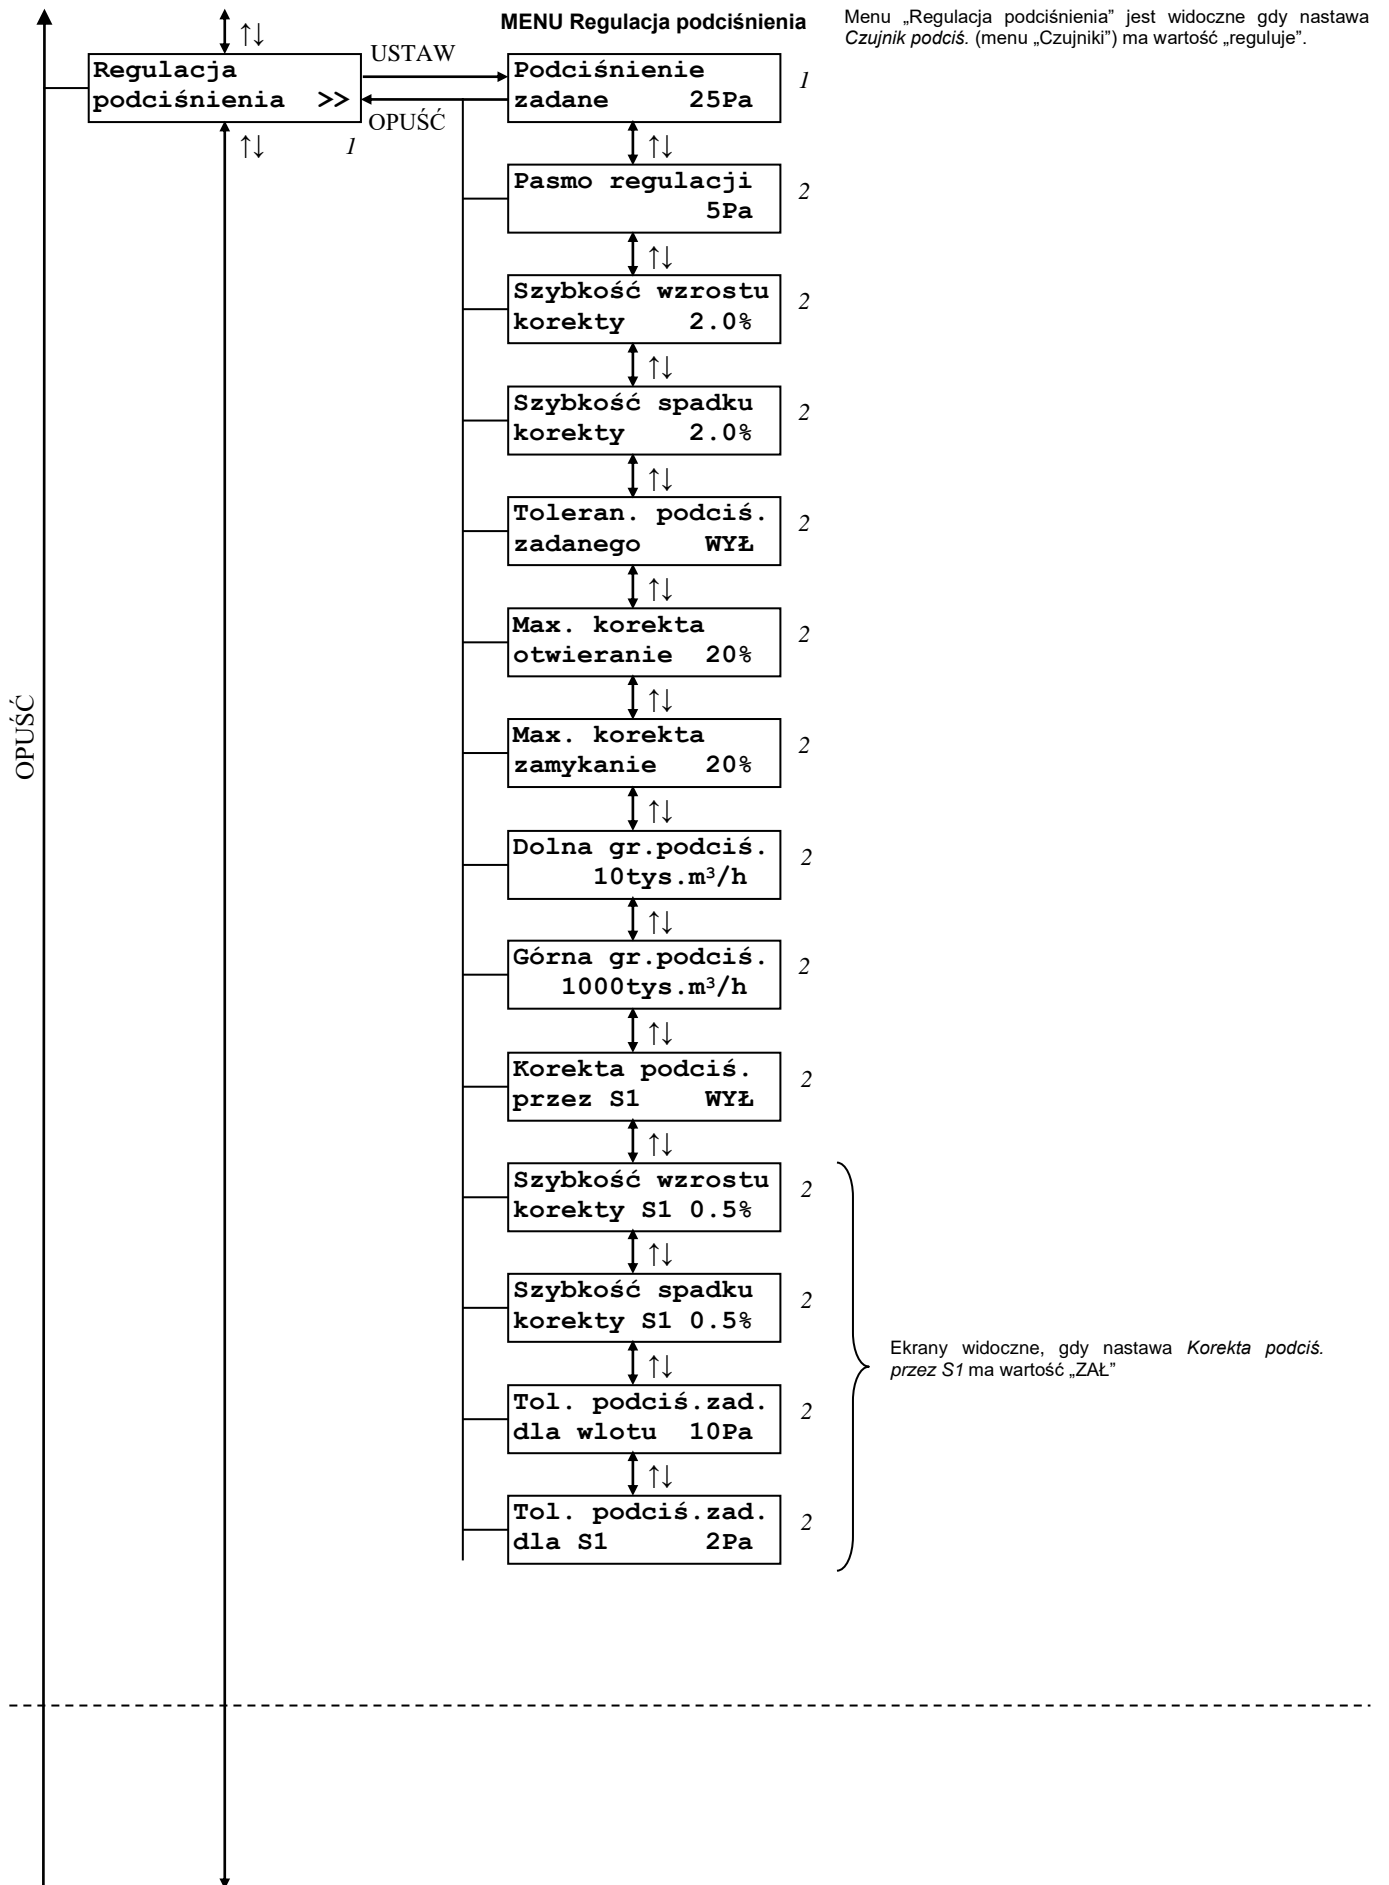 MENU Regulacja podciśnienia
Menu „Regulacja podciśnienia” jest widoczne gdy nastawa
Czujnik podciś. (menu „Czujniki”) ma wartość „reguluje”.
↑↓
Regulacja
podciśnienia >>
↑↓
1
USTAW
OPUŚĆ
OPUŚĆ
Podciśnienie
zadane 25Pa
1
↑↓
Pasmo regulacji
5Pa
2
↑↓
Szybkość wzrostu
korekty 2.0%
2
↑↓
Szybkość spadku
korekty 2.0%
2
↑↓
Toleran. podciś.
zadanego WYŁ
2
↑↓
Max. korekta
otwieranie 20%
2
↑↓
Max. korekta
zamykanie 20%
2
↑↓
Dolna gr.podciś.
10tys.m³/h
2
↑↓
Górna gr.podciś.
1000tys.m³/h
2
↑↓
Korekta podciś.
przez S1 WYŁ
2
↑↓
Szybkość wzrostu
korekty S1 0.5%
2
↑↓
Szybkość spadku
korekty S1 0.5%
2
↑↓
Ekrany widoczne, gdy nastawa Korekta podciś.
przez S1 ma wartość „ZAŁ”
Tol. podciś.zad.
dla wlotu 10Pa
2
↑↓
Tol. podciś.zad.
dla S1 2Pa
2